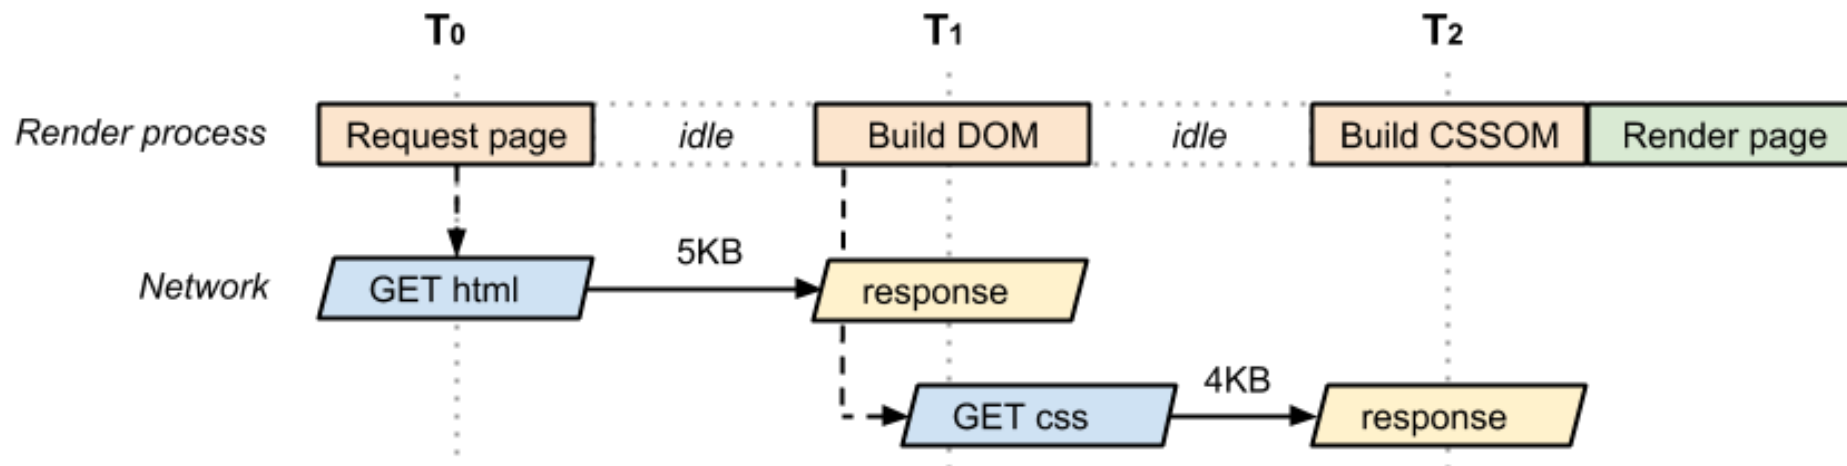 T0 T1 T2
Render process Request page idle Build DOM idle Build CSSOM Render page
5KB
Network GET html response
4KB
GET css response